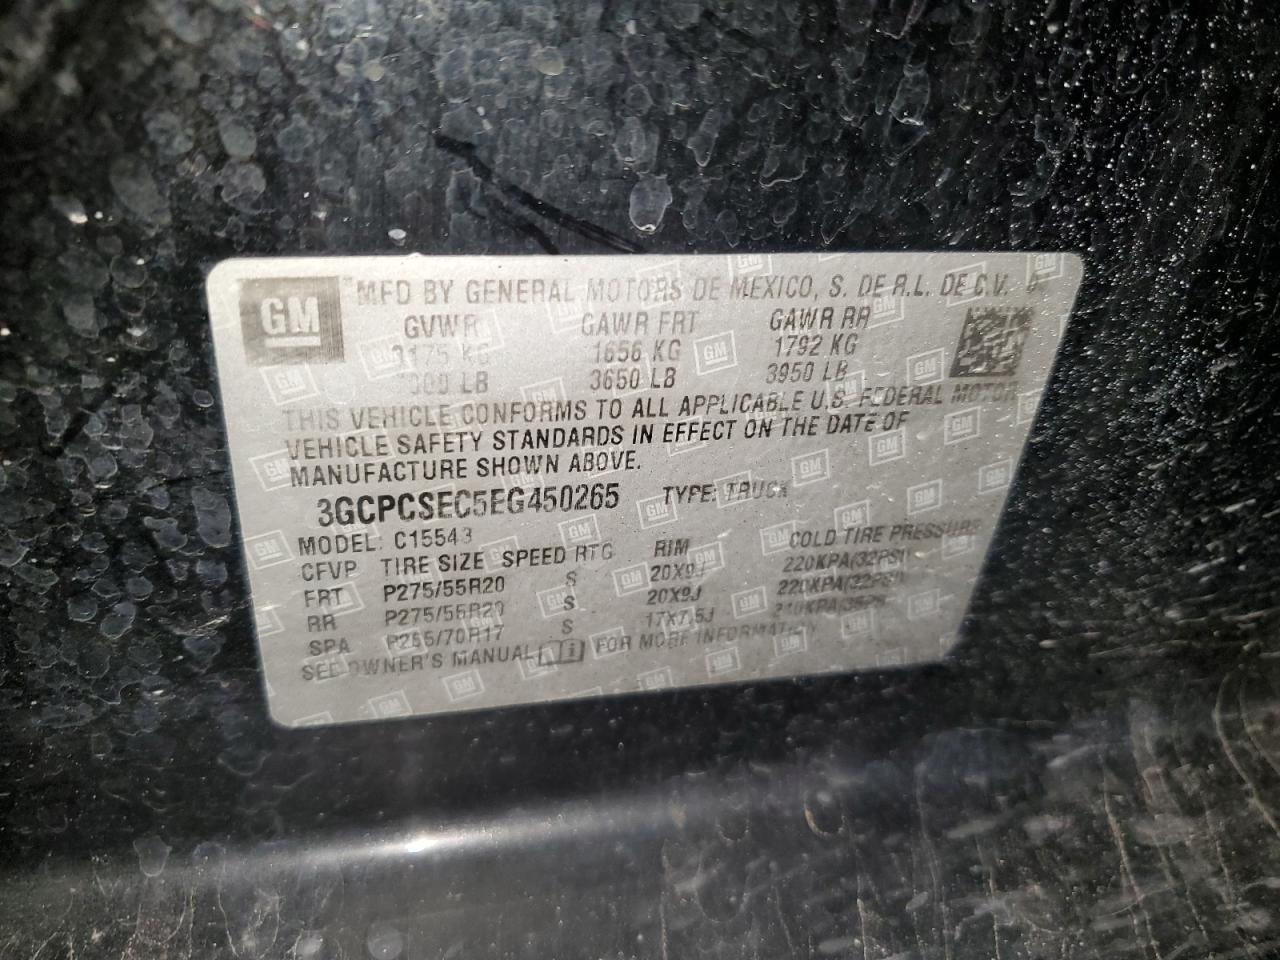 GM MFD BY GENERAL MOTORS DE MEXICO, S. DE R.L. DE C.V.
GVWR GAWR FRT GAWR RR
KG 1656 KG 1792 KG
LB 3650 LB 3950 LB
THIS VEHICLE CONFORMS TO ALL APPLICABLE U.S. FEDERAL MOTOR
VEHICLE SAFETY STANDARDS IN EFFECT ON THE DATE OF
MANUFACTURE SHOWN ABOVE.
3GCPCSEC5EG450265 TYPE: TRUCK
MODEL: C15543
CFVP TIRE SIZE SPEED RTG RIM COLD TIRE PRESSURE
FRT P275/55R20 S 20X9J 220KPA(32PSI)
RR P275/55R20 S 20X9J 220KPA(32PSI)
SPA P265/70R17 S 17X7.5J
SEE OWNER'S MANUAL FOR MORE INFORMATION